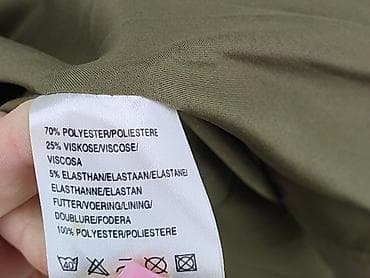 70% POLYESTER/POLIESTERE
25% VISKOSE/VISCOSE/
VISCOSA
5% ELASTHAN/ELASTAAN/ELASTANE/
ELASTHANNE/ELASTAN
FUTTER/VOERING/LINING/
DOUBLURE/FODERA
100% POLYESTER/POLIESTERE
40